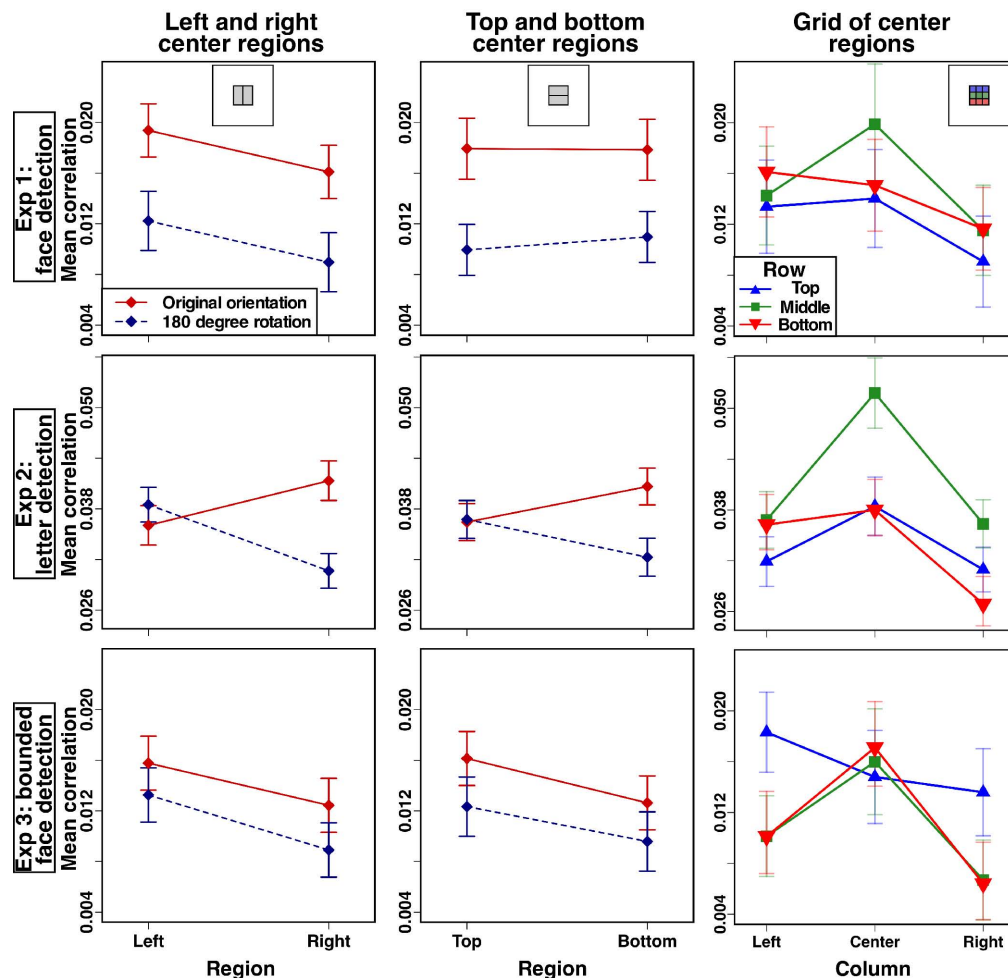 Left and right
center regions
Top and bottom
center regions
Grid of center
regions
Exp 1:
face detection
Mean correlation
0.020
0.012
0.004
Original orientation
180 degree rotation
0.020
0.012
0.004
0.020
0.012
0.004
Row
Top
Middle
Bottom
Exp 2:
letter detection
Mean correlation
0.050
0.038
0.026
0.050
0.038
0.026
0.050
0.038
0.026
Exp 3: bounded
face detection
Mean correlation
0.020
0.012
0.004
0.020
0.012
0.004
0.020
0.012
0.004
Left
Right
Top
Bottom
Left
Center
Right
Region
Region
Column